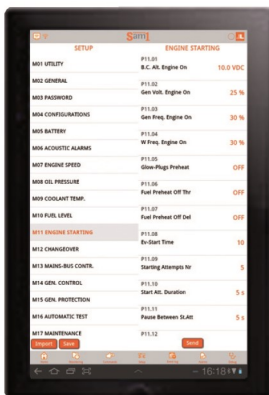 Sam1
SETUP
ENGINE STARTING
M01 UTILITY
M02 GENERAL
M03 PASSWORD
M04 CONFIGURATIONS
M05 BATTERY
M06 ACOUSTIC ALARMS
M07 ENGINE SPEED
M08 OIL PRESSURE
M09 COOLANT TEMP.
M10 FUEL LEVEL
M11 ENGINE STARTING
M12 CHANGEOVER
M13 MAINS-BUS CONTR.
M14 GEN. CONTROL
M15 GEN. PROTECTION
M16 AUTOMATIC TEST
M17 MAINTENANCE
P11.01
B.C. Alt. Engine On 10.0 VDC
P11.02
Gen Volt. Engine On 25 %
P11.03
Gen Freq. Engine On 30 %
P11.04
W Freq. Engine On 30 %
P11.05
Glow-Plugs Preheat OFF
P11.06
Fuel Preheat Off Thr OFF
P11.07
Fuel Preheat Off Del OFF
P11.08
Ev-Start Time 10
P11.09
Starting Attempts Nr 5
P11.10
Start Att. Duration 5 s
P11.11
Pause Between St.Att 5 s
P11.12
Import Save Send
16:18